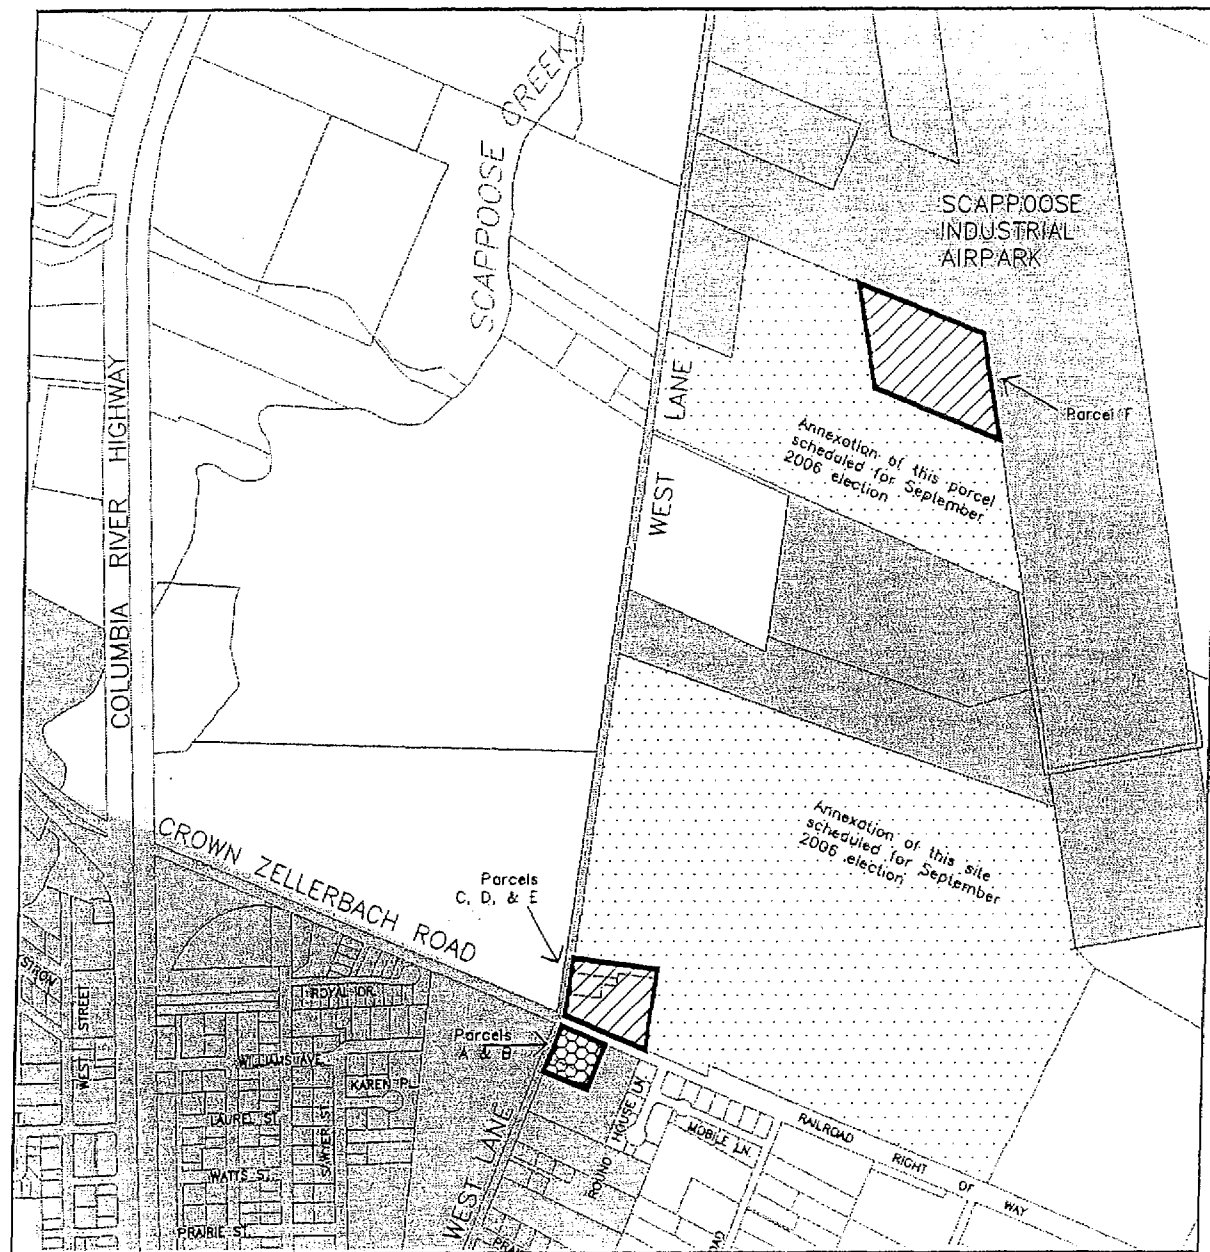 SCAPPOOSE CREEK
SCAPPOOSE
INDUSTRIAL
AIRPARK
COLUMBIA RIVER HIGHWAY
WEST LANE
Parcel F
Annexation of this parcel
scheduled for September
2006 election
Annexation of this site
scheduled for September
2006 election
CROWN ZELLERBACH ROAD
Parcels
C, D, & E
Parcels
A & B
WEST STREET
ROYAL DR.
WILLIAMS AVE.
KAREN PL.
LAUREL ST.
SAWYER ST.
WATTS ST.
PRAIRIE ST.
WEST LANE
ROUND HOUSE LN.
MOBILE LN.
RAILROAD RIGHT OF WAY